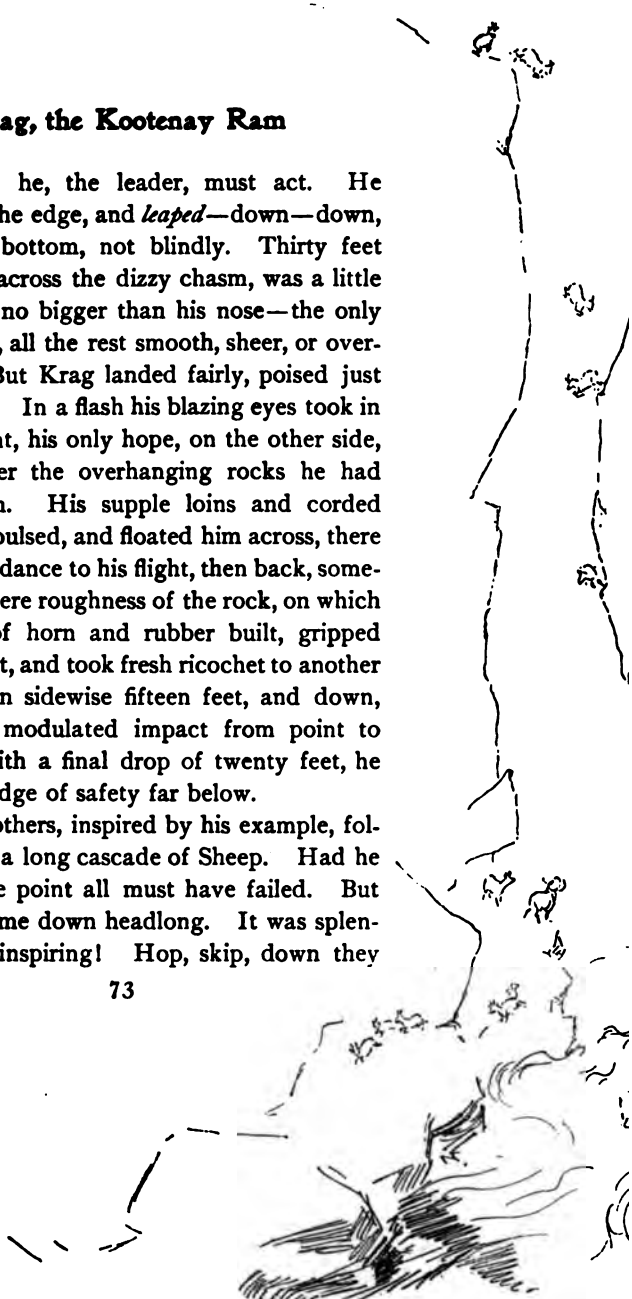 ag, the Kootenay Ram
he, the leader, must act. He
he edge, and leaped—down—down,
bottom, not blindly. Thirty feet
across the dizzy chasm, was a little
no bigger than his nose—the only
, all the rest smooth, sheer, or over-
But Krag landed fairly, poised just
In a flash his blazing eyes took in
nt, his only hope, on the other side,
er the overhanging rocks he had
n. His supple loins and corded
pulsed, and floated him across, there
dance to his flight, then back, some-
ere roughness of the rock, on which
of horn and rubber built, gripped
t, and took fresh ricochet to another
n sidewise fifteen feet, and down,
modulated impact from point to
ith a final drop of twenty feet, he
dge of safety far below.
others, inspired by his example, fol-
a long cascade of Sheep. Had he
e point all must have failed. But
me down headlong. It was splen-
inspiring! Hop, skip, down they
73